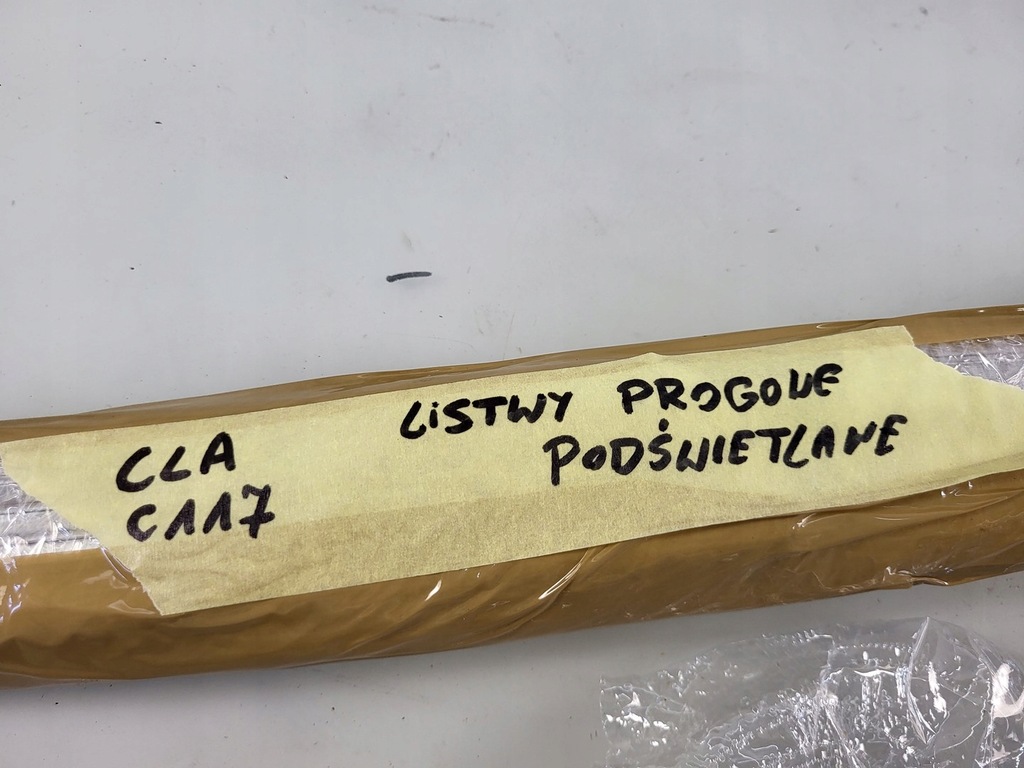 CLA
C117
LiSTWY PROGOWE
PODŚWIETLANE